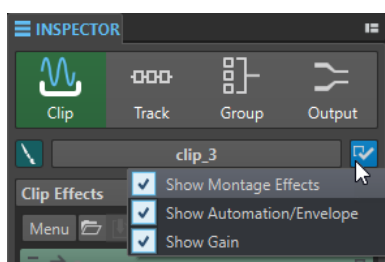 INSPECTOR
Clip Track Group Output
clip_3
Clip Effects
Show Montage Effects
Menu
Show Automation/Envelope
Show Gain